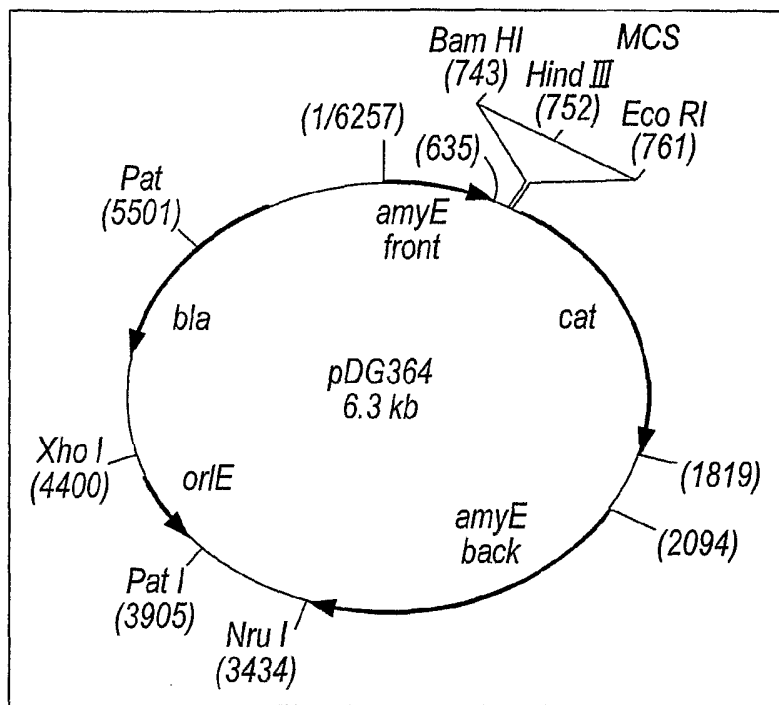 Bam HI
(743)
MCS
Hind III
(752)
Eco RI
(761)
(1/6257)
(635)
Pat
(5501)
amyE
front
bla
cat
pDG364
6.3 kb
Xho I
(4400)
orlE
(1819)
amyE
back
(2094)
Pat I
(3905)
Nru I
(3434)